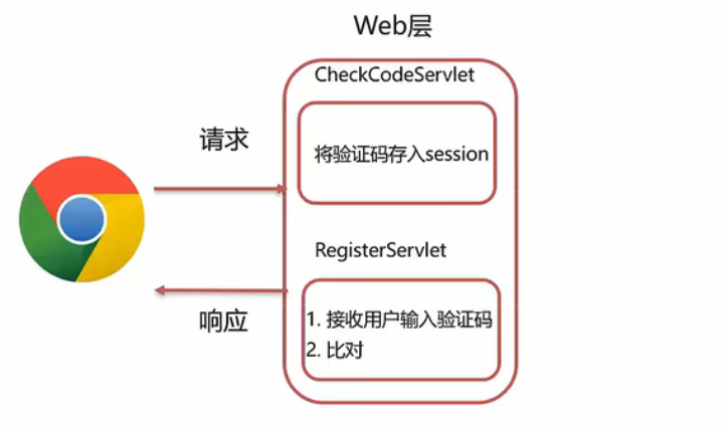 Web层
CheckCodeServlet
请求
将验证码存入session
RegisterServlet
响应
1. 接收用户输入验证码
2. 比对